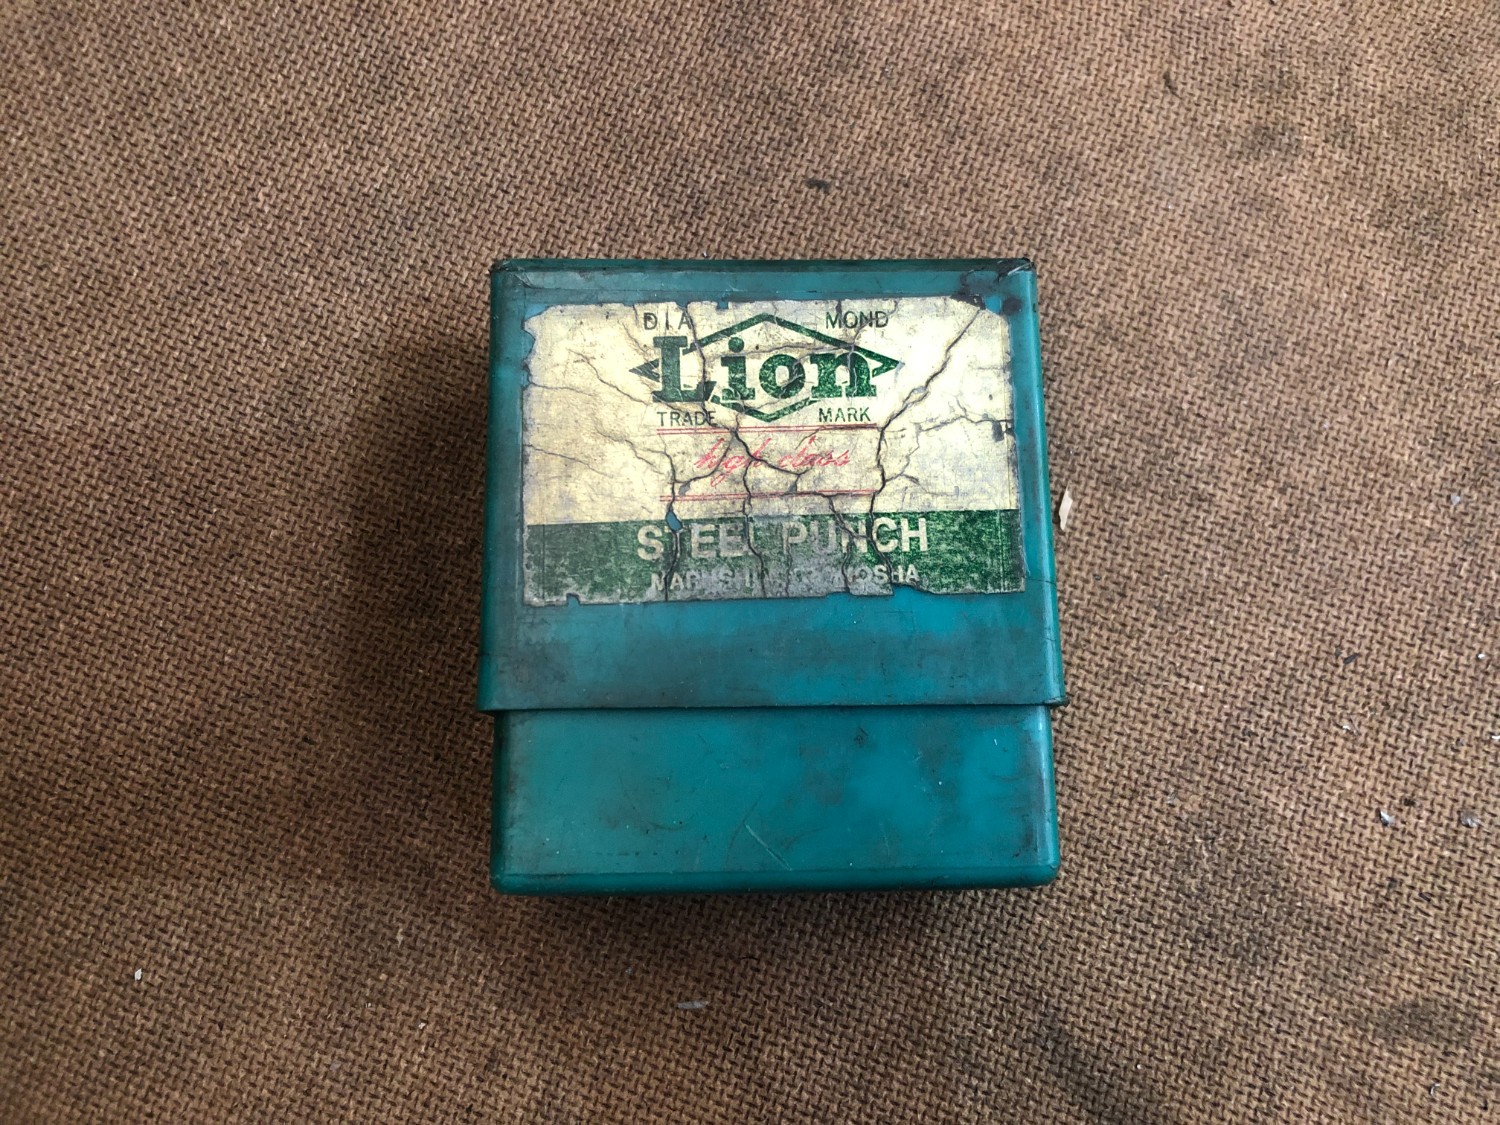 DIA MOND
Lion
TRADE MARK
high class
STEEL PUNCH